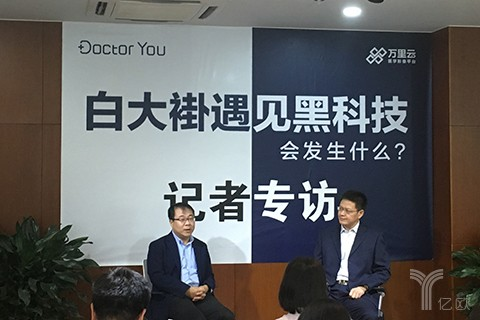 Doctor You
万里云
医学影像平台
白大褂遇见黑科技
会发生什么？
记者专访
亿欧